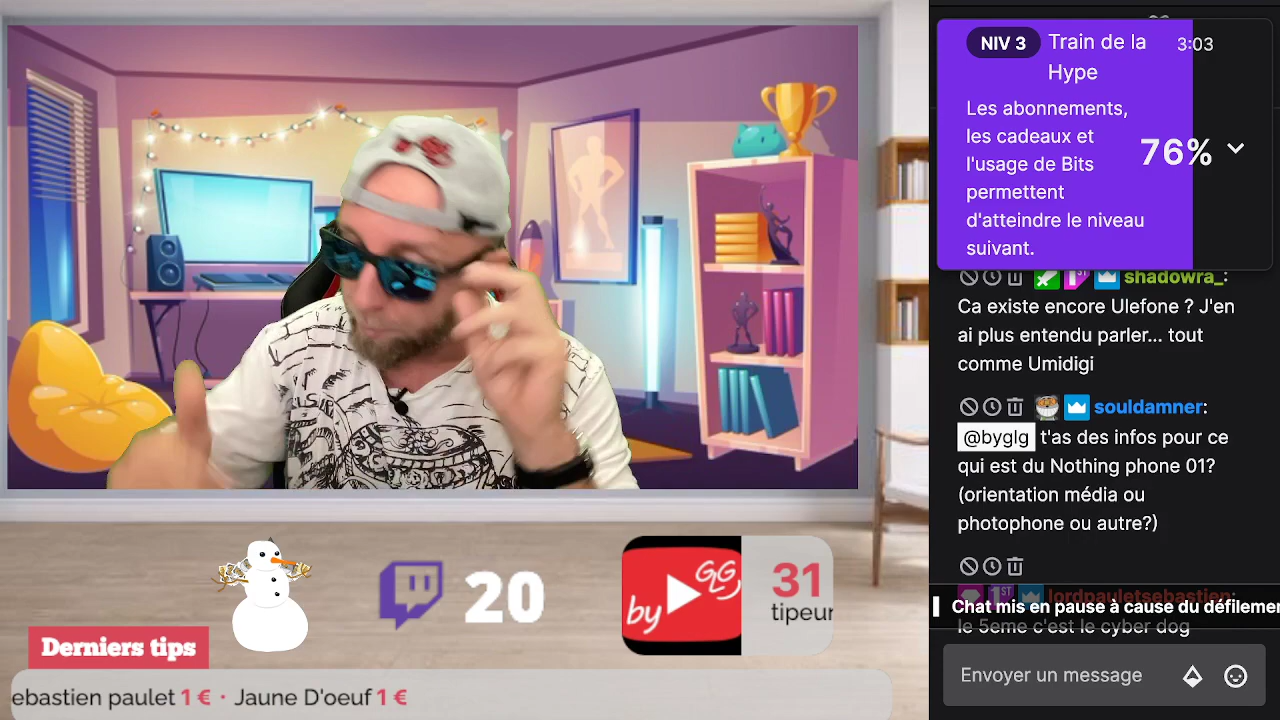 NIV 3
Train de la
Hype
3:03
Les abonnements,
les cadeaux et
l'usage de Bits
permettent
d'atteindre le niveau
suivant.
76%
shadowra_:
Ca existe encore Ulefone ? J'en
ai plus entendu parler... tout
comme Umidigi
souldamner:
@byglg t'as des infos pour ce
qui est du Nothing phone 01?
(orientation média ou
photophone ou autre?)
1ST lordpauletsebastien:
Chat mis en pause à cause du défilemen
le 5eme c'est le cyber dog
Envoyer un message
20
by GLG
31
tipeur
Derniers tips
ebastien paulet 1 € · Jaune D'oeuf 1 €